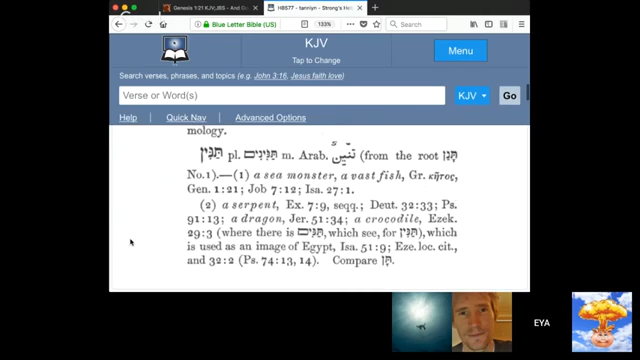 Genesis 1:21 KJV;JBS - And Go
H8577 - tanniyn - Strong's Heb
Blue Letter Bible (US)
133%
KJV
Tap to Change
Menu
Search verses, phrases, and topics (e.g. John 3:16, Jesus faith love)
Verse or Word(s)
KJV
Go
Help
Quick Nav
Advanced Options
mology.
תַּנִּין pl. תַּנִּינִים m. Arab. تنين (from the root תָּנַן
No. 1).—(1) a sea monster, a vast fish, Gr. κῆτος,
Gen. 1:21; Job 7:12; Isa. 27:1.
(2) a serpent, Ex. 7:9, seqq.; Deut. 32:33; Ps.
91:13; a dragon, Jer. 51:34; a crocodile, Ezek.
29:3 (where there is תַּנִּים, which see, for תַּנִּין), which
is used as an image of Egypt, Isa. 51:9; Eze. loc. cit.,
and 32:2 (Ps. 74:13, 14). Compare תַּן.
EYA